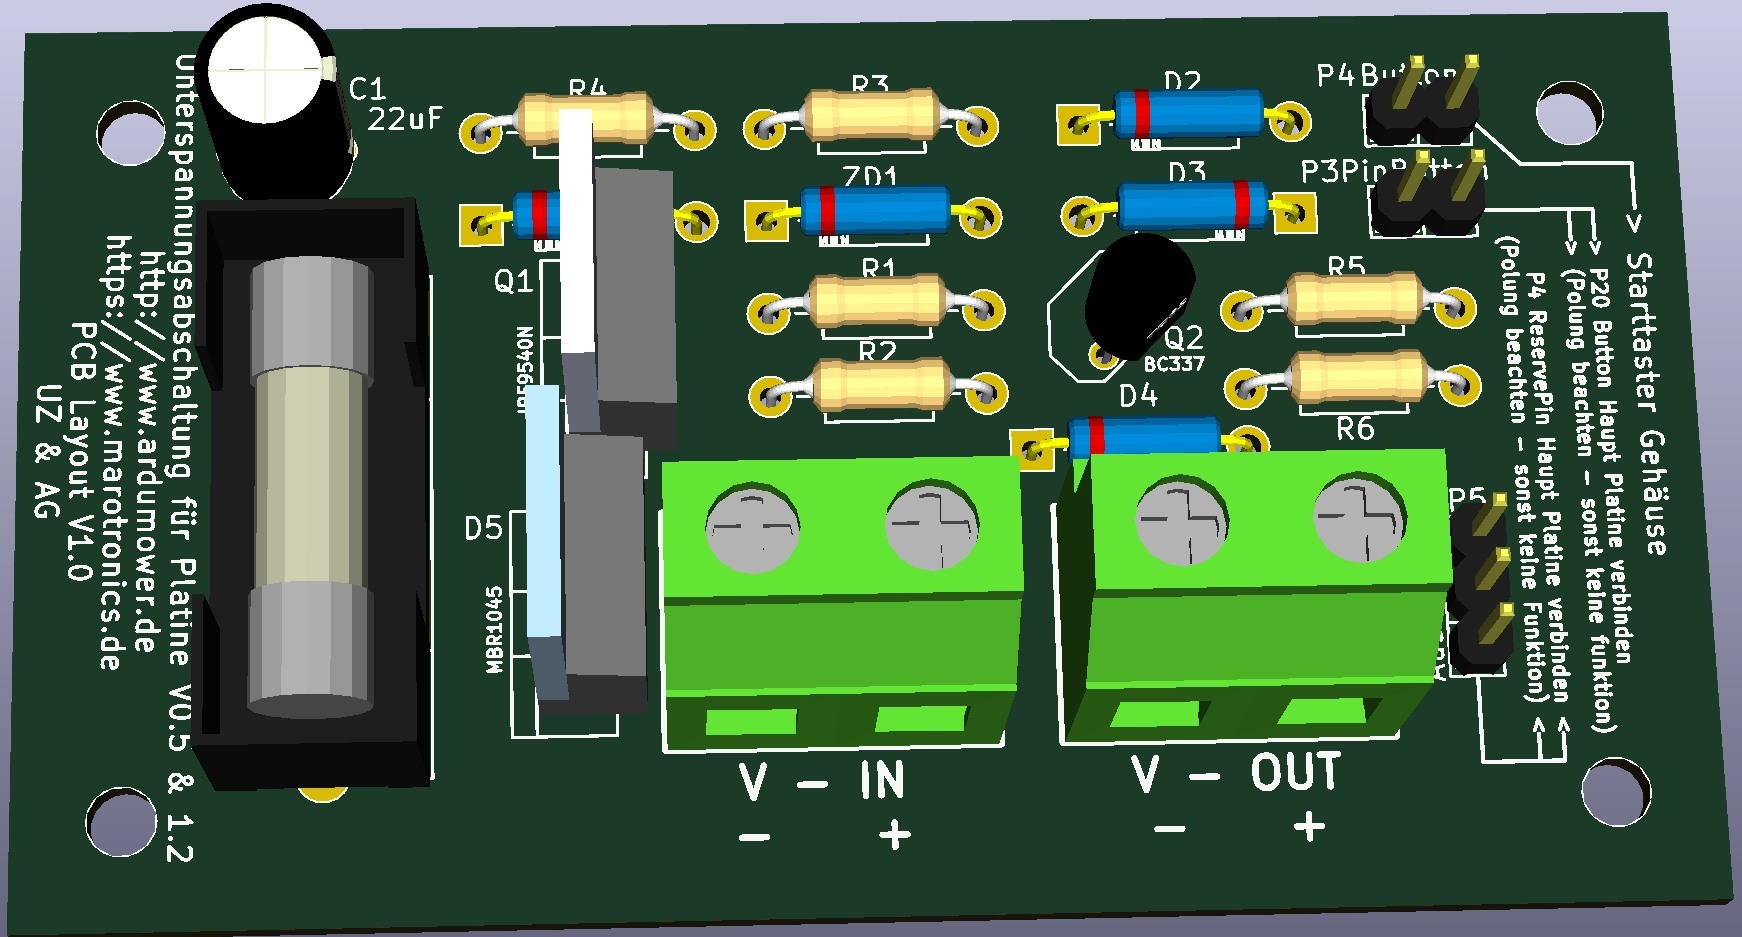 Unterspannungsabschaltung für Platine V0.5 & 1.2
http://www.ardumower.de
https://www.marotronics.de
PCB Layout V1.0
UZ & AG
C1
22uF
R4
R3
D2
P4Button
ZD1
D3
P3PinButton
Q1
R1
R2
Q2
BC337
R5
R6
D4
D5
MBR1045
P5
V - IN
- +
V - OUT
- +
Starttaster Gehäuse
P20 Button Haupt Platine verbinden
(Polung beachten - sonst keine funktion)
P4 ReservePin Haupt Platine verbinden
(Polung beachten - sonst keine Funktion)